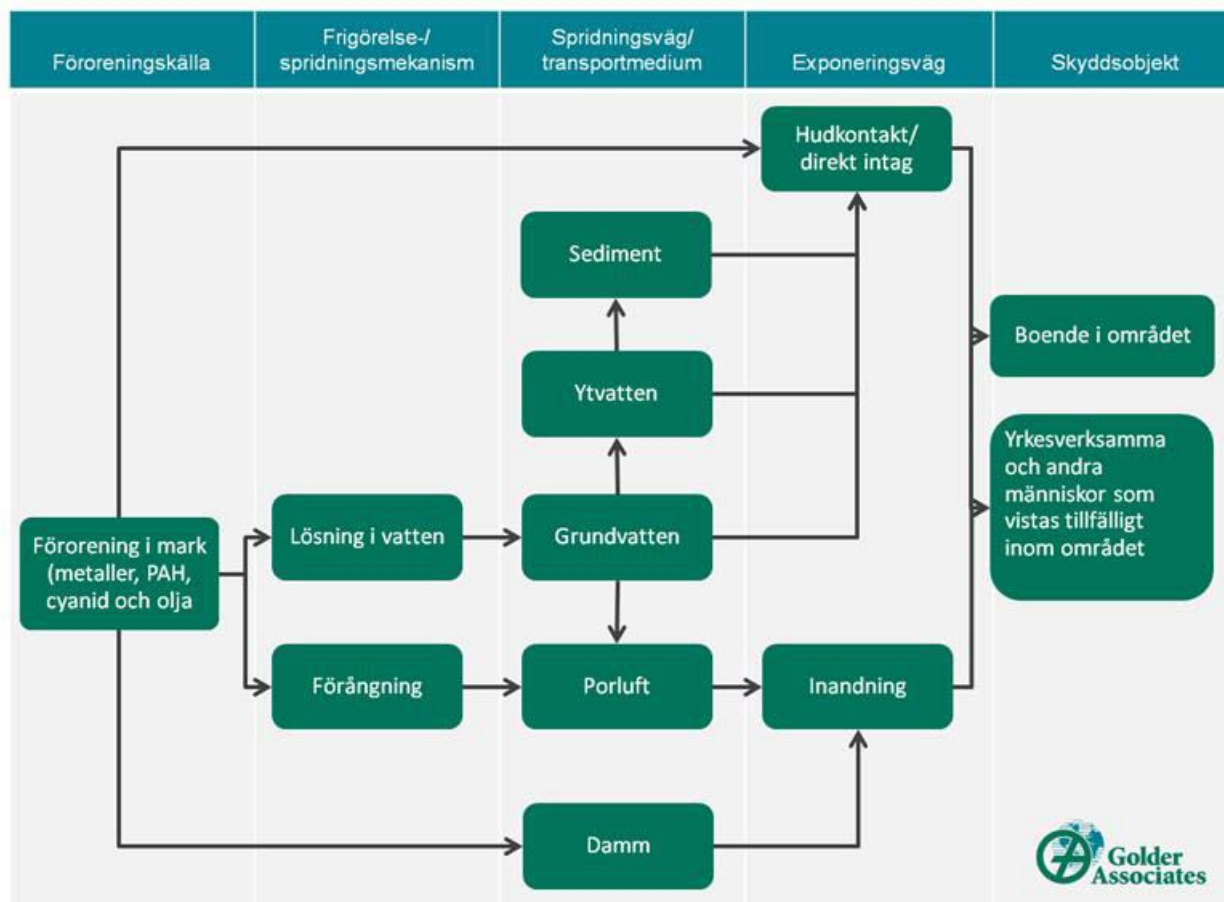 Föroreningskälla
Frigörelse-/
spridningsmekanism
Spridningsväg/
transportmedium
Exponeringsväg
Skyddsobjekt
Hudkontakt/
direkt intag
Sediment
Boende i området
Ytvatten
Yrkesverksamma
och andra
människor som
vistas tillfälligt
inom området
Förorening i mark
(metaller, PAH,
cyanid och olja
Lösning i vatten
Grundvatten
Förångning
Porluft
Inandning
Damm
Golder
Associates